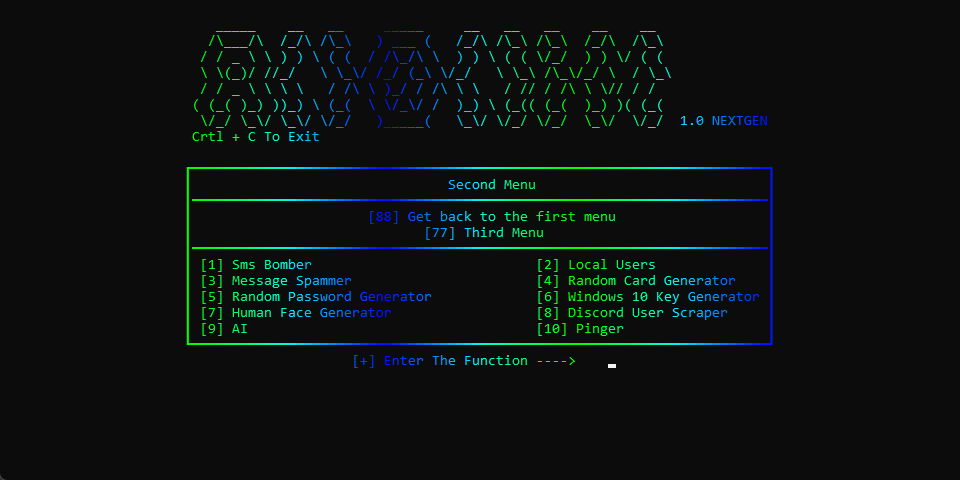 1.0 NEXTGEN
Crtl + C To Exit
Second Menu
[88] Get back to the first menu
[77] Third Menu
[1] Sms Bomber [2] Local Users
[3] Message Spammer [4] Random Card Generator
[5] Random Password Generator [6] Windows 10 Key Generator
[7] Human Face Generator [8] Discord User Scraper
[9] AI [10] Pinger
[+] Enter The Function ---->